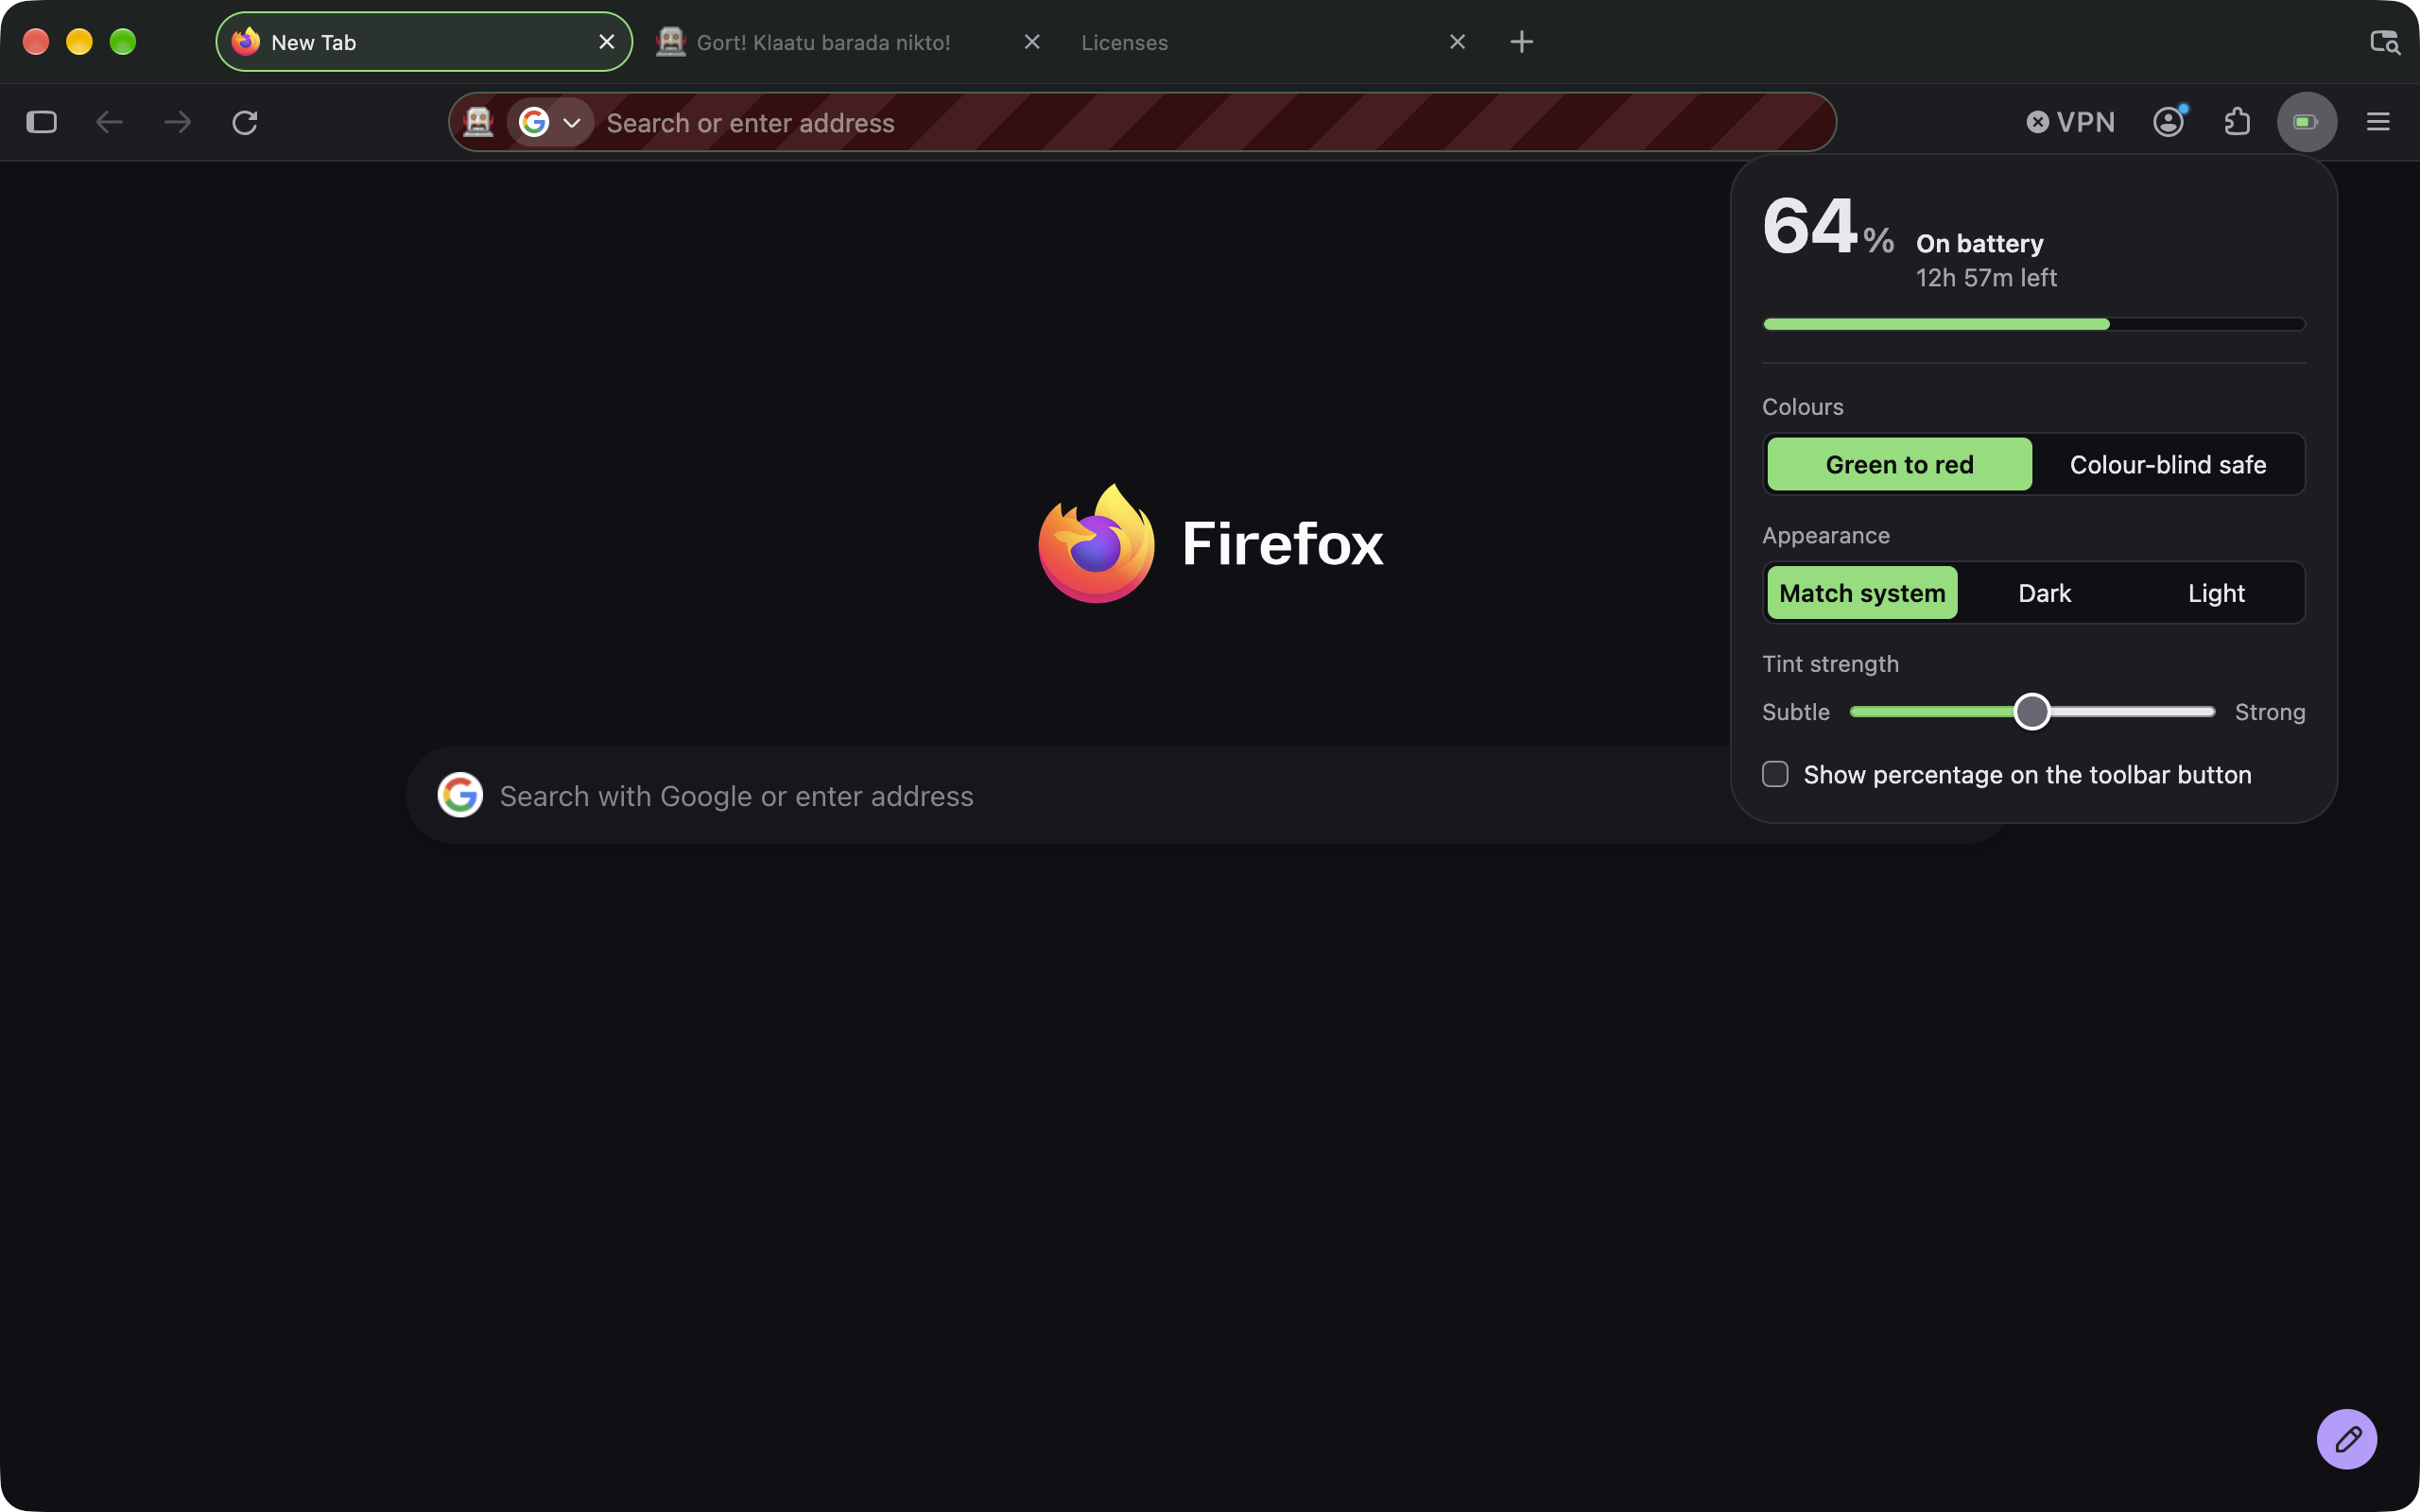 New Tab
Gort! Klaatu barada nikto!
Licenses
Search or enter address
VPN
64%
On battery
12h 57m left
Colours
Green to red
Colour-blind safe
Appearance
Match system
Dark
Light
Tint strength
Subtle
Strong
Show percentage on the toolbar button
Firefox
Search with Google or enter address